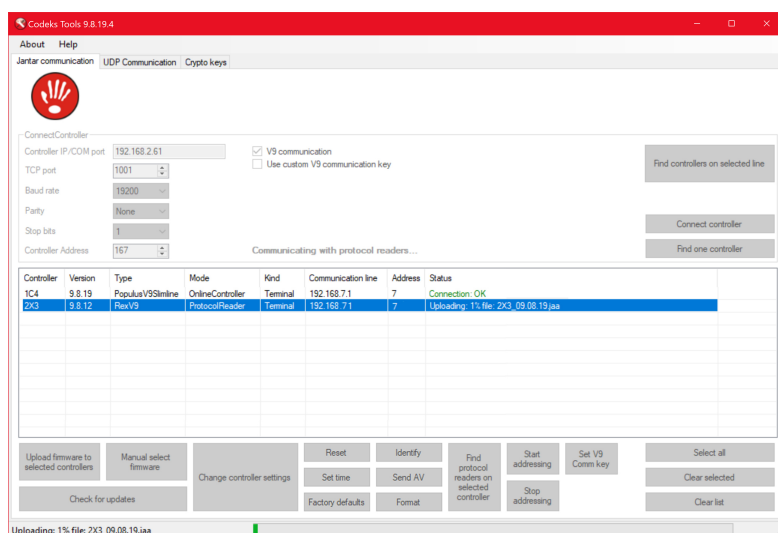 Codeks Tools 9.8.19.4
About Help
Jantar communication UDP Communication Crypto keys
ConnectController
Controller IP/COM port 192.168.2.61
V9 communication
Use custom V9 communication key
Find controllers on selected line
TCP port 1001
Baud rate 19200
Parity None
Stop bits 1
Connect controller
Controller Address 167
Communicating with protocol readers...
Find one controller
Controller Version Type Mode Kind Communication line Address Status
1C4 9.8.19 PopulusV9Slimline OnlineController Terminal 192.168.7.1 7 Connection: OK
2X3 9.8.12 RexV9 ProtocolReader Terminal 192.168.7.1 7 Uploading: 1% file: 2X3_09.08.19.jaa
Upload firmware to
selected controllers
Manual select
firmware
Check for updates
Change controller settings
Reset
Set time
Factory defaults
Identify
Send AV
Format
Find
protocol
readers on
selected
controller
Start
addressing
Stop
addressing
Set V9
Comm key
Select all
Clear selected
Clear list
Uploading: 1% file: 2X3_09.08.19.jaa